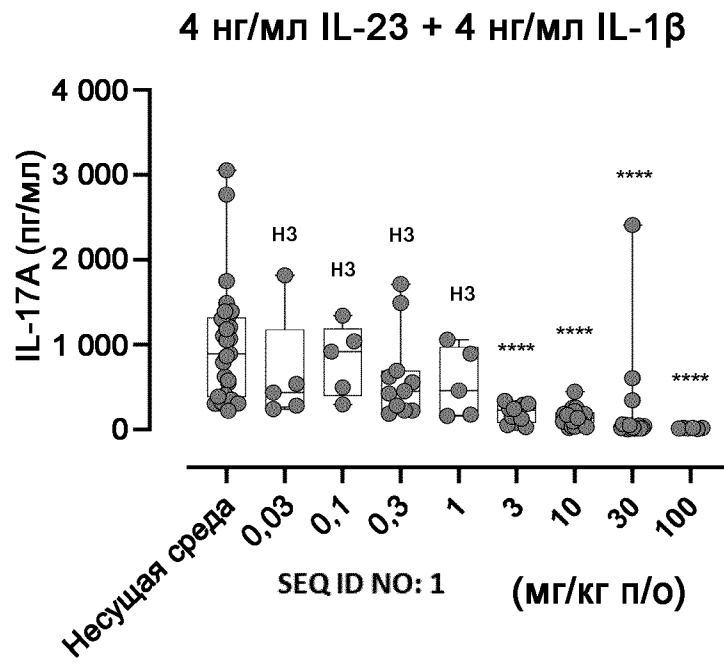 4 нг/мл IL-23 + 4 нг/мл IL-1β
IL-17A (пг/мл)
4 000
3 000
2 000
1 000
0
НЗ
НЗ
НЗ
НЗ
****
****
****
****
Несущая среда
0,03
0,1
0,3
1
3
10
30
100
SEQ ID NO: 1
(мг/кг п/о)